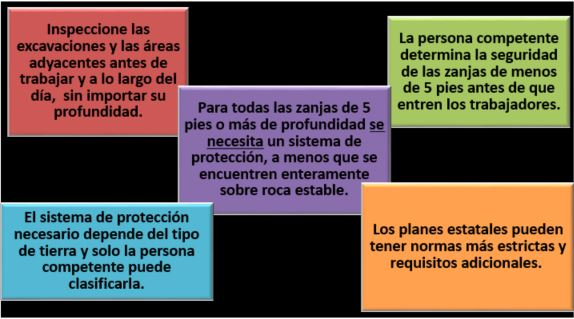 Inspeccione las
excavaciones y las áreas
adyacentes antes de
trabajar y a lo largo del
día, sin importar su
profundidad.
La persona competente
determina la seguridad
de las zanjas de menos
de 5 pies antes de que
entren los trabajadores.
Para todas las zanjas de 5
pies o más de profundidad se
necesita un sistema de
protección, a menos que se
encuentren enteramente
sobre roca estable.
El sistema de protección
necesario depende del tipo
de tierra y solo la persona
competente puede
clasificarla.
Los planes estatales pueden
tener normas más estrictas y
requisitos adicionales.